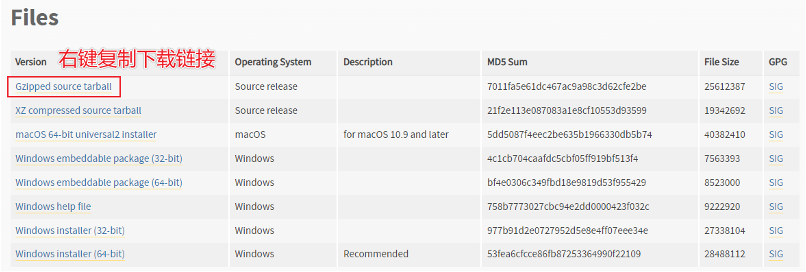 Files
右键复制下载链接
Version Operating System Description MD5 Sum File Size GPG
Gzipped source tarball Source release 7011fa5e61dc467ac9a98c3d62cfe2be 25612387 SIG
XZ compressed source tarball Source release 21f2e113e087083a1e8cf10553d93599 19342692 SIG
macOS 64-bit universal2 installer macOS for macOS 10.9 and later 5dd5087f4eec2be635b1966330db5b74 40382410 SIG
Windows embeddable package (32-bit) Windows 4c1cb704caafdc5cbf05ff919bf513f4 7563393 SIG
Windows embeddable package (64-bit) Windows bf4e0306c349fbd18e9819d53f955429 8523000 SIG
Windows help file Windows 758b7773027cbc94e2dd0000423f032c 9222920 SIG
Windows installer (32-bit) Windows 977b91d2e0727952d5e8e4ff07eee34e 27338104 SIG
Windows installer (64-bit) Windows Recommended 53fea6cfcce86fb87253364990f22109 28488112 SIG